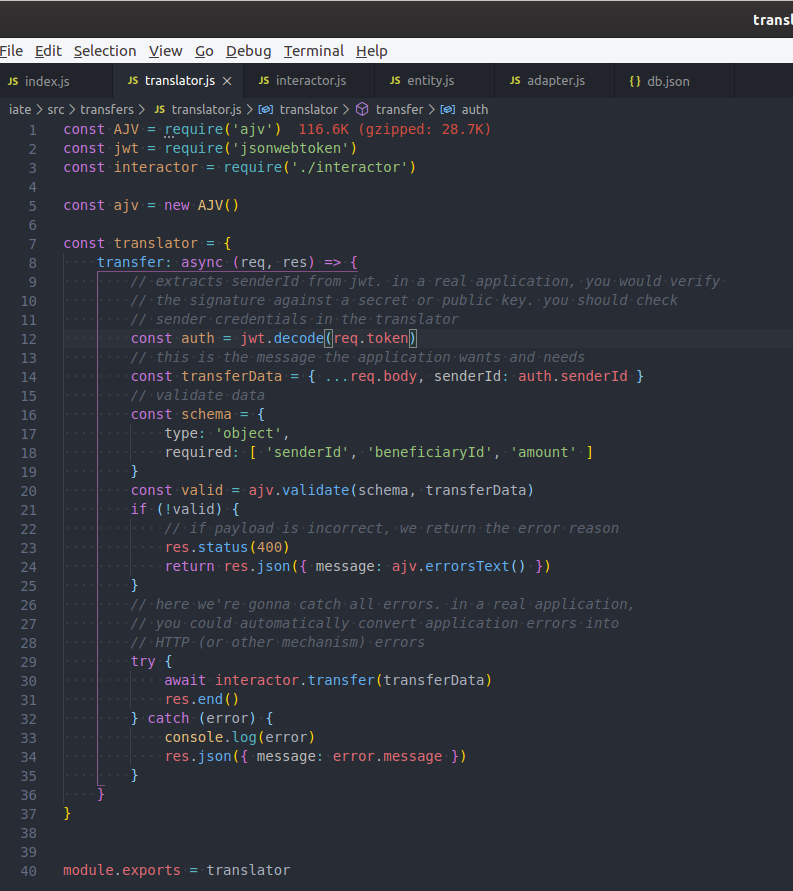 transl
File Edit Selection View Go Debug Terminal Help
JS index.js JS translator.js × JS interactor.js JS entity.js JS adapter.js {} db.json
iate > src > transfers > JS translator.js > translator > transfer > auth
1 const AJV = require('ajv') 116.6K (gzipped: 28.7K)
2 const jwt = require('jsonwebtoken')
3 const interactor = require('./interactor')
4
5 const ajv = new AJV()
6
7 const translator = {
8 transfer: async (req, res) => {
9 // extracts senderId from jwt. in a real application, you would verify
10 // the signature against a secret or public key. you should check
11 // sender credentials in the translator
12 const auth = jwt.decode(req.token)
13 // this is the message the application wants and needs
14 const transferData = { ...req.body, senderId: auth.senderId }
15 // validate data
16 const schema = {
17 type: 'object',
18 required: [ 'senderId', 'beneficiaryId', 'amount' ]
19 }
20 const valid = ajv.validate(schema, transferData)
21 if (!valid) {
22 // if payload is incorrect, we return the error reason
23 res.status(400)
24 return res.json({ message: ajv.errorsText() })
25 }
26 // here we're gonna catch all errors. in a real application,
27 // you could automatically convert application errors into
28 // HTTP (or other mechanism) errors
29 try {
30 await interactor.transfer(transferData)
31 res.end()
32 } catch (error) {
33 console.log(error)
34 res.json({ message: error.message })
35 }
36 }
37 }
38
39
40 module.exports = translator